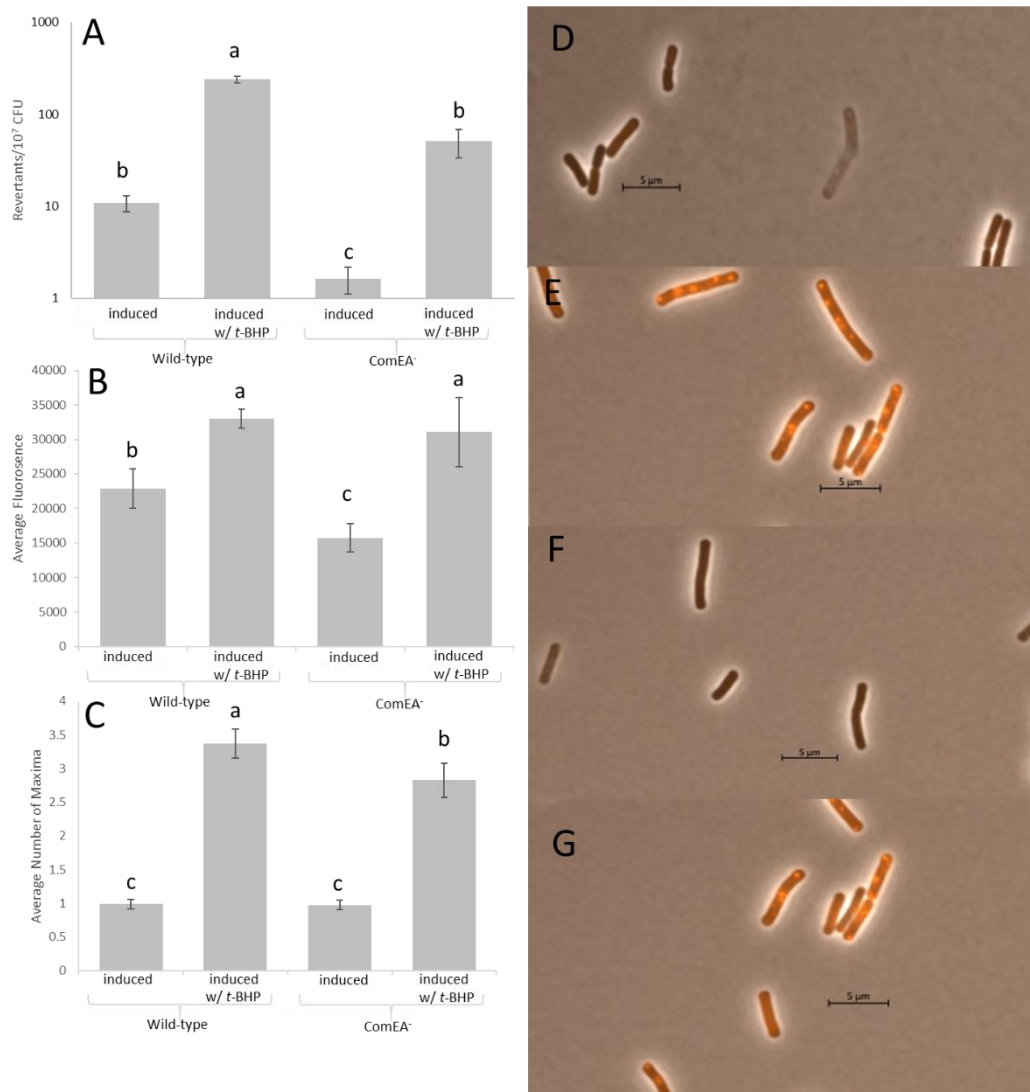 A
1000
100
10
1
Revertants/10⁷ CFU
b
a
c
b
induced
induced
w/ t-BHP
induced
induced
w/ t-BHP
Wild-type
ComEA⁻
B
40000
35000
30000
25000
20000
15000
10000
5000
0
Average Fluorosence
b
a
c
a
induced
induced
w/ t-BHP
induced
induced
w/ t-BHP
Wild-type
ComEA⁻
C
4
3.5
3
2.5
2
1.5
1
0.5
0
Average Number of Maxima
c
a
c
b
induced
induced
w/ t-BHP
induced
induced
w/ t-BHP
Wild-type
ComEA⁻
D
5 µm
E
5 µm
F
5 µm
G
5 µm